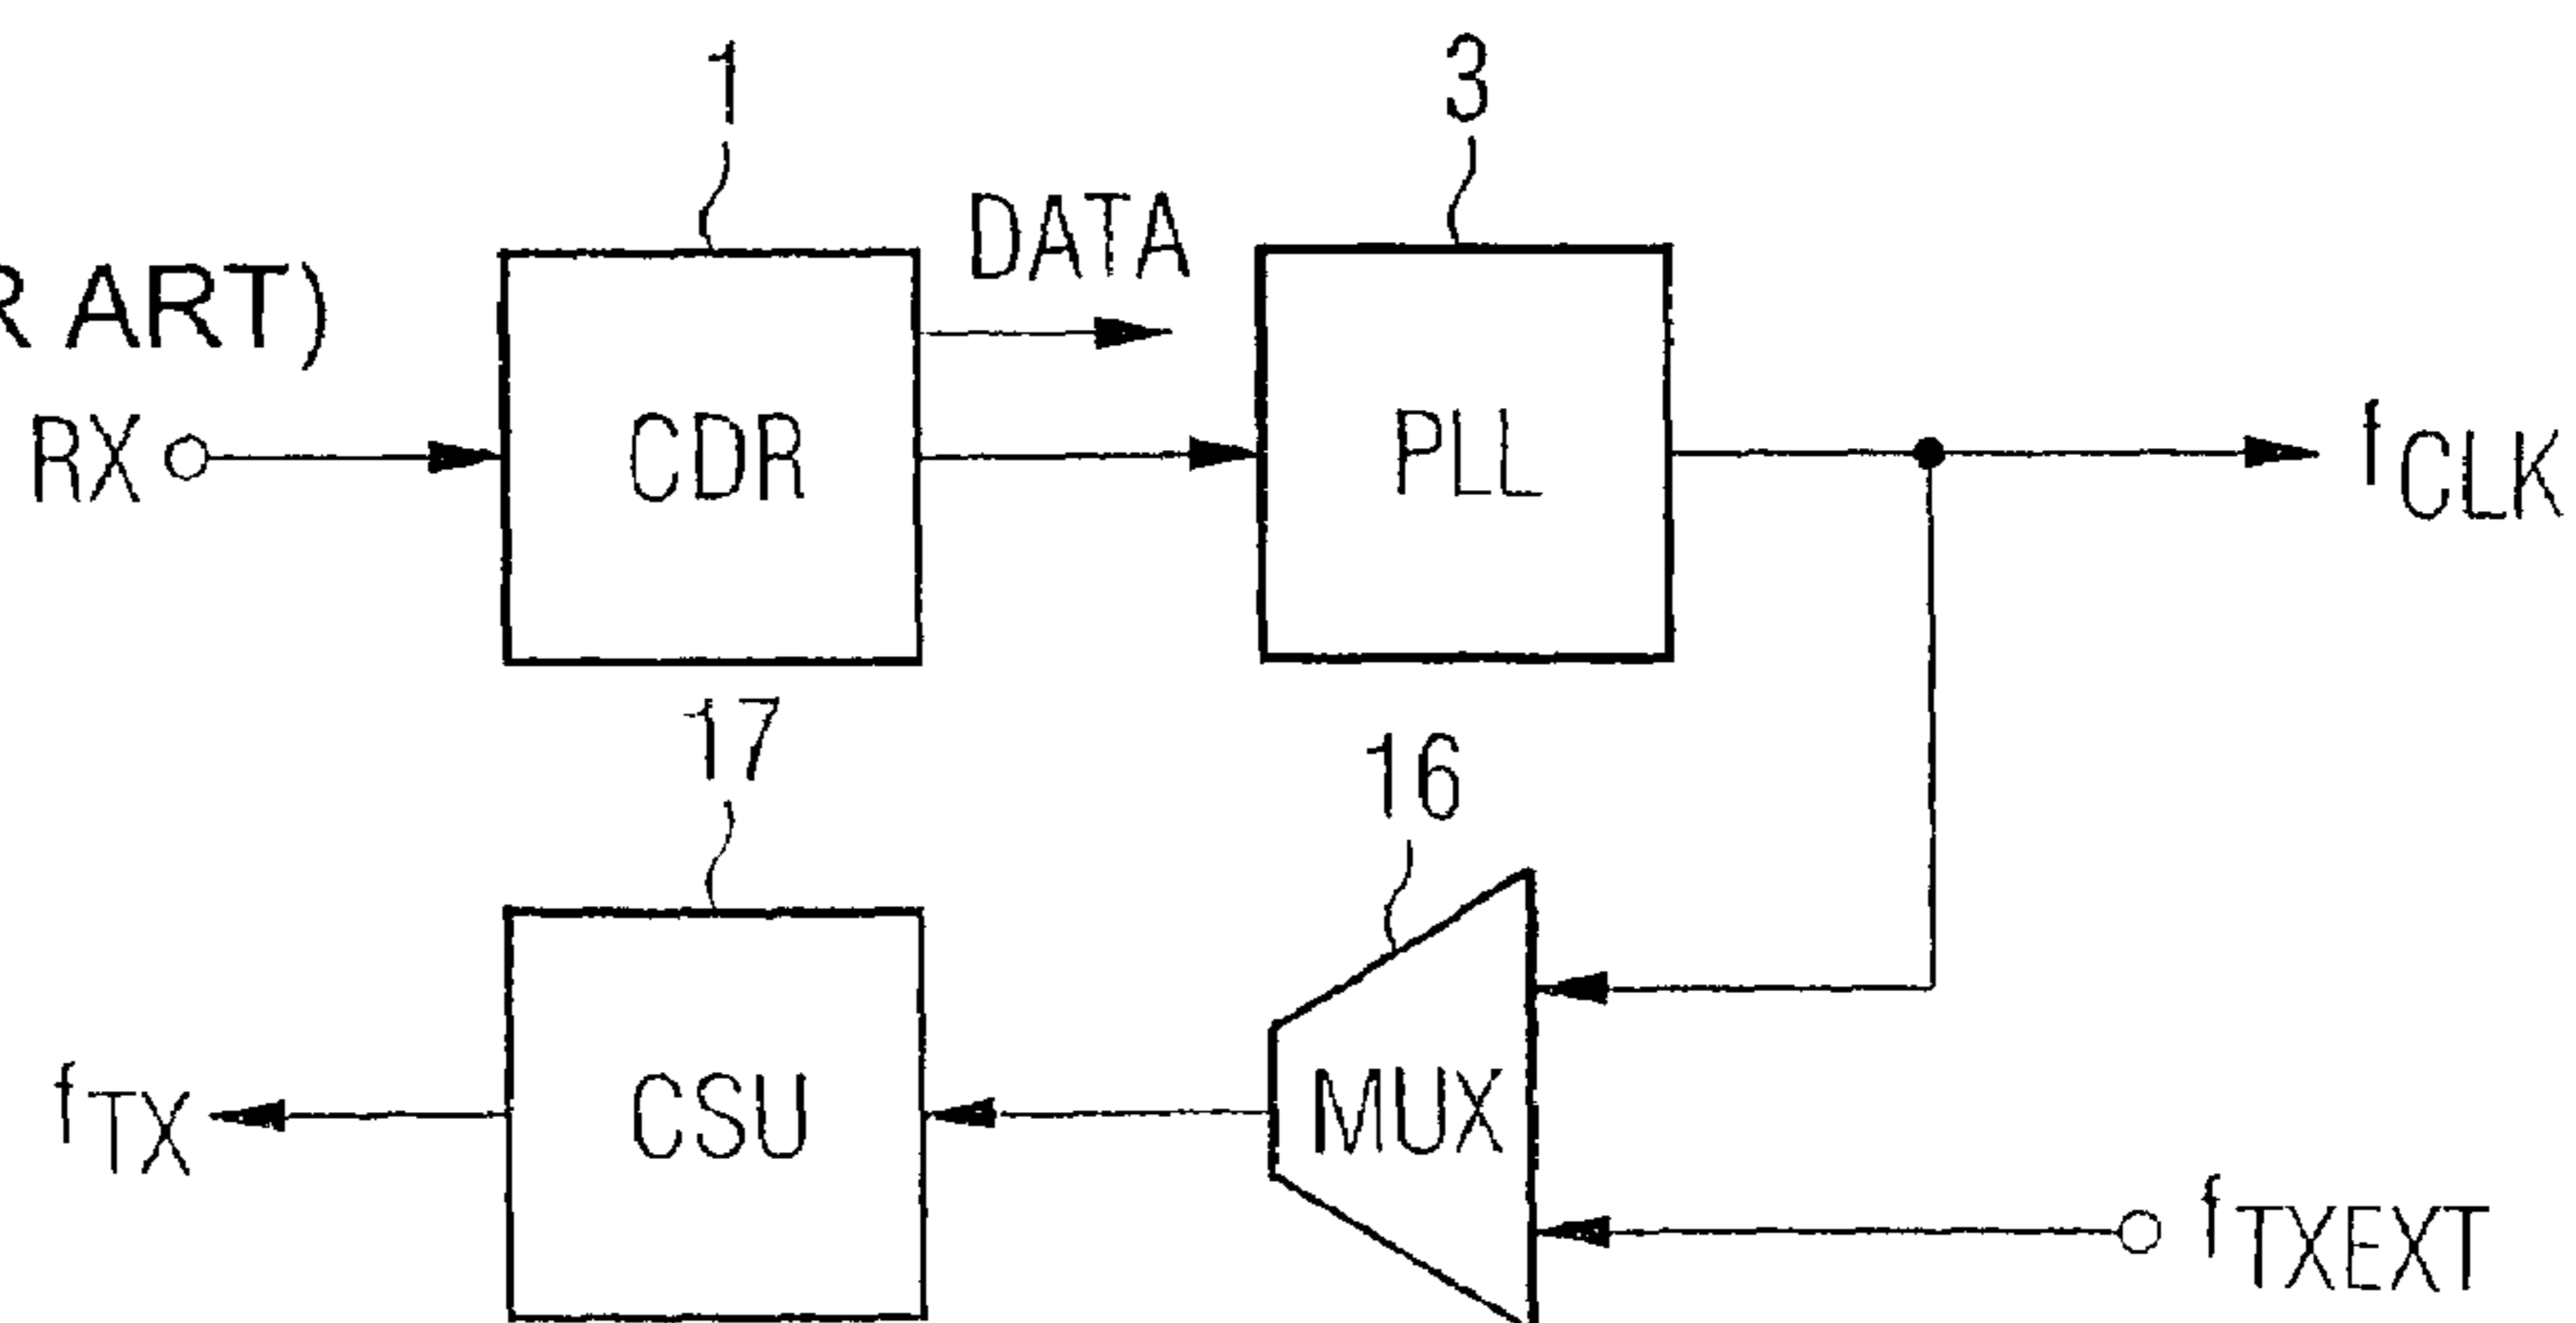 1
3
DATA
R ART)
RX
CDR
PLL
fCLK
17
16
fTX
CSU
MUX
fTXEXT